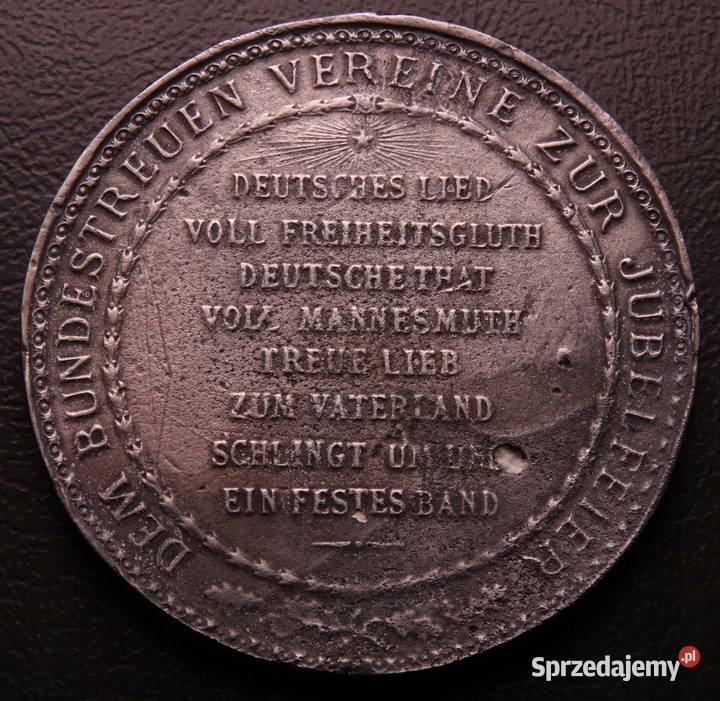 DEM BUNDESTREUEN VEREINE ZUR JUBELFEIER
DEUTSCHES LIED
VOLL FREIHEITSGLUTH
DEUTSCHE THAT
VOLL MANNESMUTH
TREUE LIEB
ZUM VATERLAND
SCHLINGT UM
EIN FESTES BAND
Sprzedajemy.pl